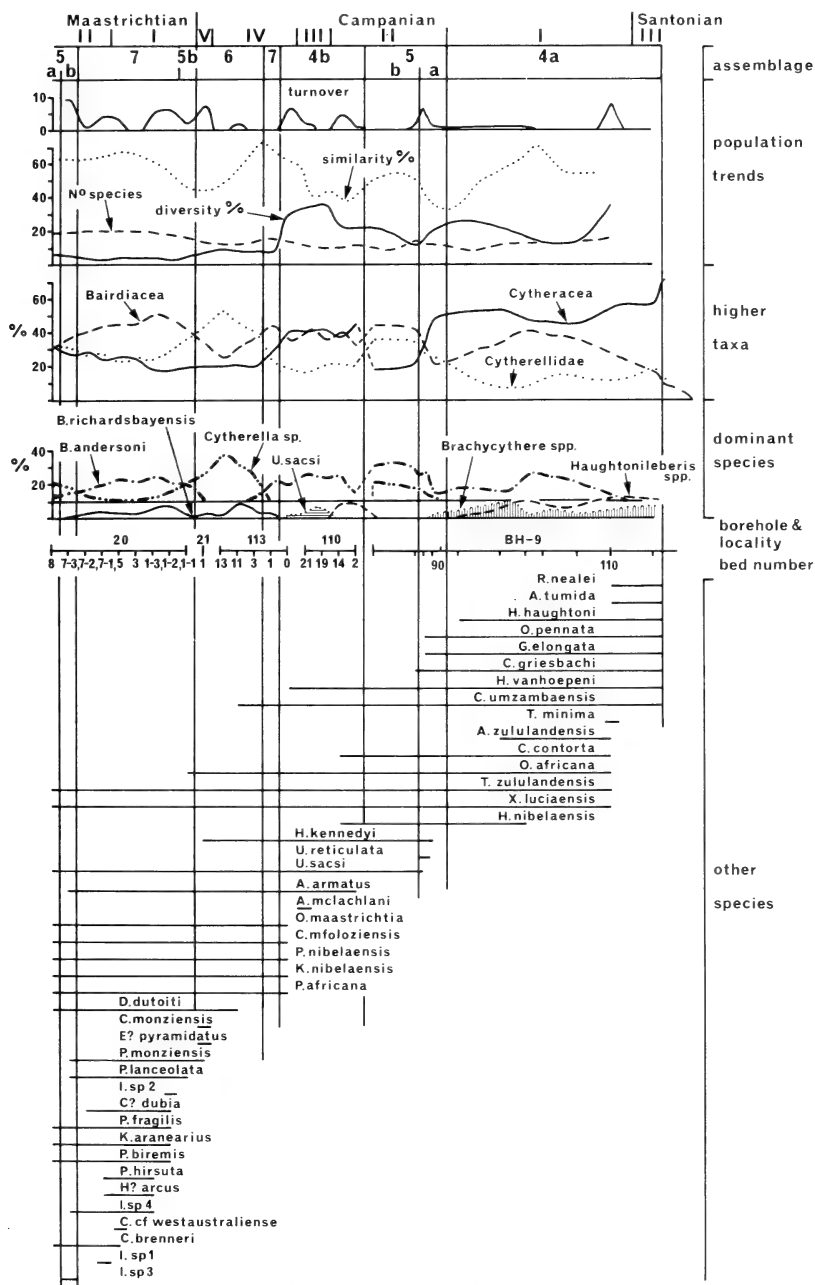 Maastrichtian Campanian Santonian
II I V IV III II I III
5 7 5b 6 7 4b 5 4a assemblage
a b b a
turnover
10
0
population
trends
similarity %
60
Nº species
40
diversity %
20
higher
taxa
60
Bairdiacea
Cytheracea
%
40
20
Cytherellidae
B.richardsbayensis
dominant
species
40
B.andersoni
Cytherella sp.
U.sacsi
Brachycythere spp.
Haughtonileberis spp.
%
20
0
borehole &
locality
20 21 113 110 BH-9
8 7-3,7-2,7-1,5 3 1-3,1-2,1-1 1 13 11 3 1 0 21 19 14 2 90 110
bed number
R.nealei
A.tumida
H.haughtoni
O.pennata
G.elongata
C.griesbachi
H.vanhoepeni
C.umzambaensis
T. minima
A.zululandensis
C.contorta
O.africana
T. zululandensis
X.luciaensis
H.nibelaensis
H.kennedyi
U.reticulata
U.sacsi
other
species
A.armatus
A.mclachlani
O.maastrichtia
C.mfoloziensis
P.nibelaensis
K.nibelaensis
P.africana
D.dutoiti
C.monziensis
E? pyramidatus
P.monziensis
P.lanceolata
I.sp 2
C? dubia
P.fragilis
K.aranearius
P.biremis
P.hirsuta
H? arcus
I.sp 4
C.cf westaustraliense
C.brenneri
I.sp1
I.sp3